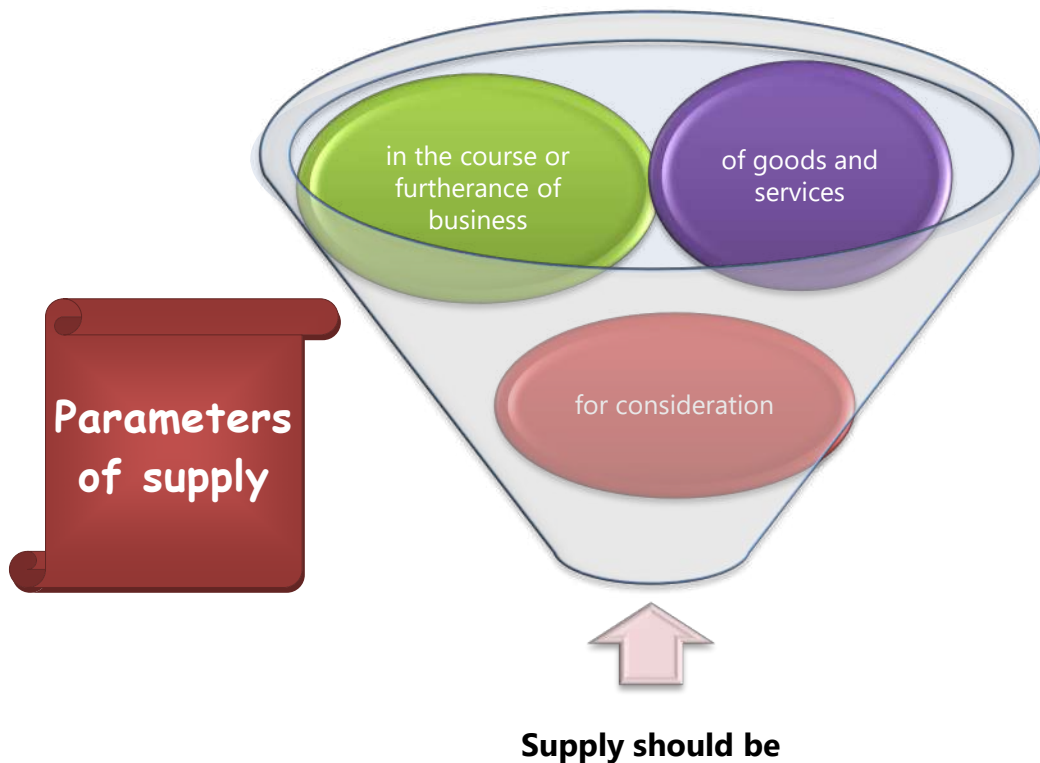 in the course or
furtherance of
business
of goods and
services
for consideration
Parameters
of supply
Supply should be